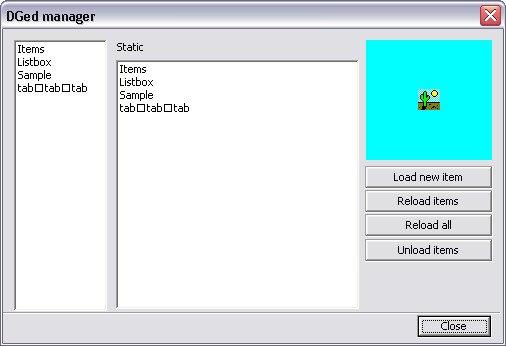 DGed manager
Items
Listbox
Sample
tab□tab□tab
Static
Items
Listbox
Sample
tab□tab□tab
Load new item
Reload items
Reload all
Unload items
Close